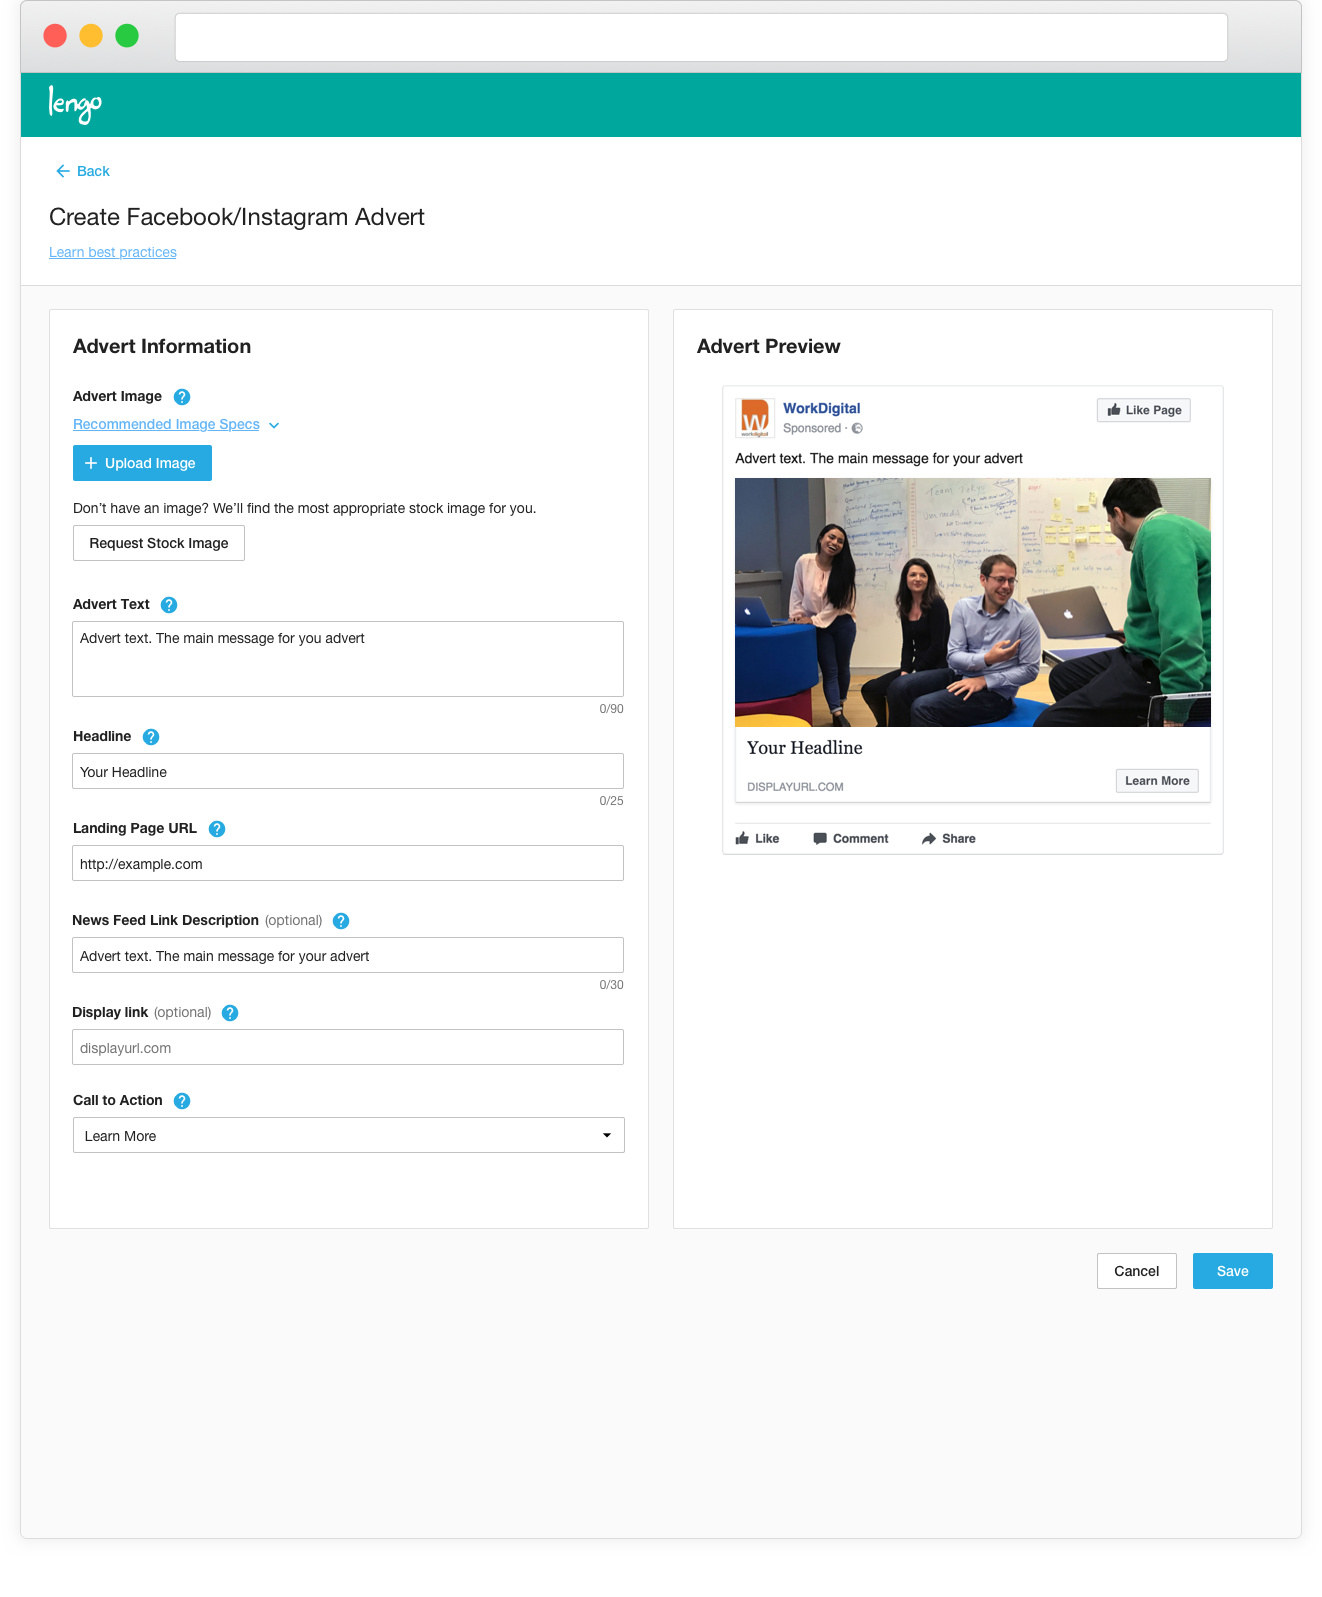 lengo
Back
Create Facebook/Instagram Advert
Learn best practices
Advert Information
Advert Image
Recommended Image Specs
Upload Image
Don't have an image? We'll find the most appropriate stock image for you.
Request Stock Image
Advert Text
Advert text. The main message for you advert
0/90
Headline
Your Headline
0/25
Landing Page URL
http://example.com
News Feed Link Description (optional)
Advert text. The main message for your advert
0/30
Display link (optional)
displayurl.com
Call to Action
Learn More
Advert Preview
W
workdigital
WorkDigital
Sponsored ·
Like Page
Advert text. The main message for your advert
Team Tokyo
Your Headline
DISPLAYURL.COM
Learn More
Like Comment Share
Cancel Save